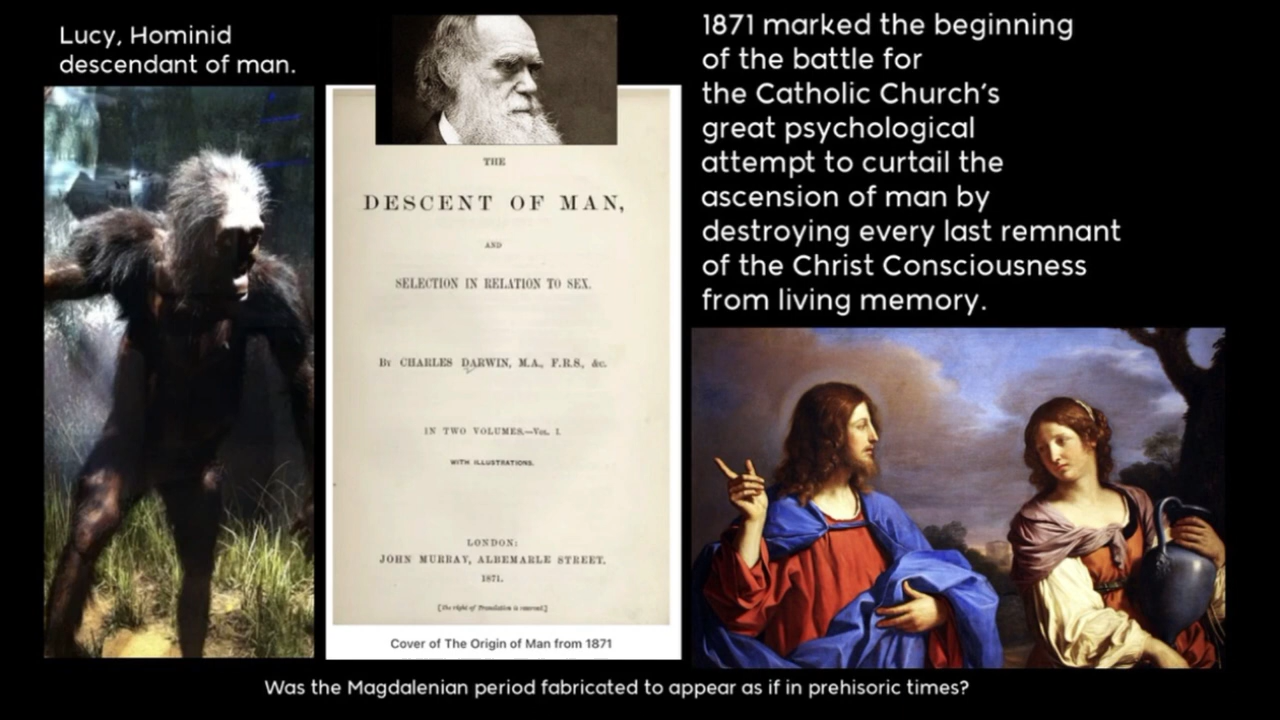 Lucy, Hominid
descendant of man.
THE
DESCENT OF MAN,
AND
SELECTION IN RELATION TO SEX.
BY CHARLES DARWIN, M.A., F.R.S., &c.
IN TWO VOLUMES.—VOL. I.
WITH ILLUSTRATIONS.
LONDON:
JOHN MURRAY, ALBEMARLE STREET.
1871.
[The right of Translation is reserved.]
Cover of The Origin of Man from 1871
1871 marked the beginning
of the battle for
the Catholic Church's
great psychological
attempt to curtail the
ascension of man by
destroying every last remnant
of the Christ Consciousness
from living memory.
Was the Magdalenian period fabricated to appear as if in prehisoric times?